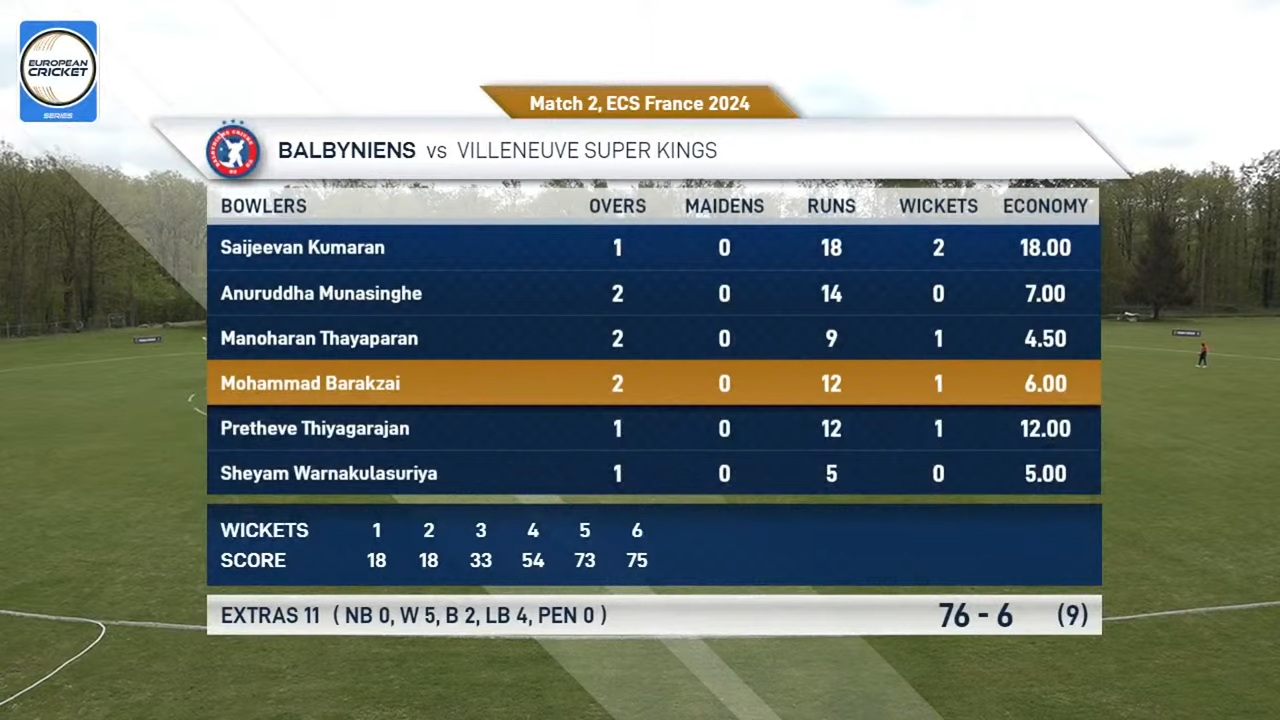 EUROPEAN
CRICKET
SERIES
Match 2, ECS France 2024
BALBYNIENS vs VILLENEUVE SUPER KINGS
BOWLERS OVERS MAIDENS RUNS WICKETS ECONOMY
Saijeevan Kumaran 1 0 18 2 18.00
Anuruddha Munasinghe 2 0 14 0 7.00
Manoharan Thayaparan 2 0 9 1 4.50
Mohammad Barakzai 2 0 12 1 6.00
Pretheve Thiyagarajan 1 0 12 1 12.00
Sheyam Warnakulasuriya 1 0 5 0 5.00
WICKETS 1 2 3 4 5 6
SCORE 18 18 33 54 73 75
EXTRAS 11 ( NB 0, W 5, B 2, LB 4, PEN 0 ) 76 - 6 (9)